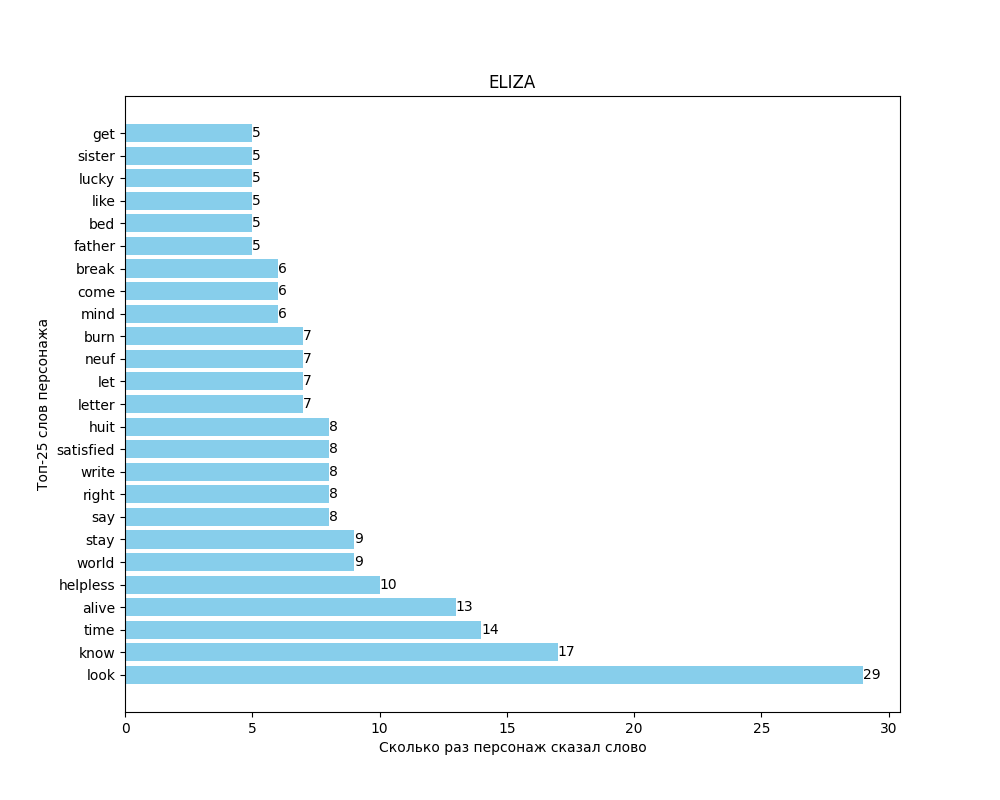 ELIZA
get 5
sister 5
lucky 5
like 5
bed 5
father 5
break 6
come 6
mind 6
burn 7
neuf 7
let 7
letter 7
huit 8
satisfied 8
write 8
right 8
say 8
stay 9
world 9
helpless 10
alive 13
time 14
know 17
look 29
0 5 10 15 20 25 30
Сколько раз персонаж сказал слово
Топ-25 слов персонажа